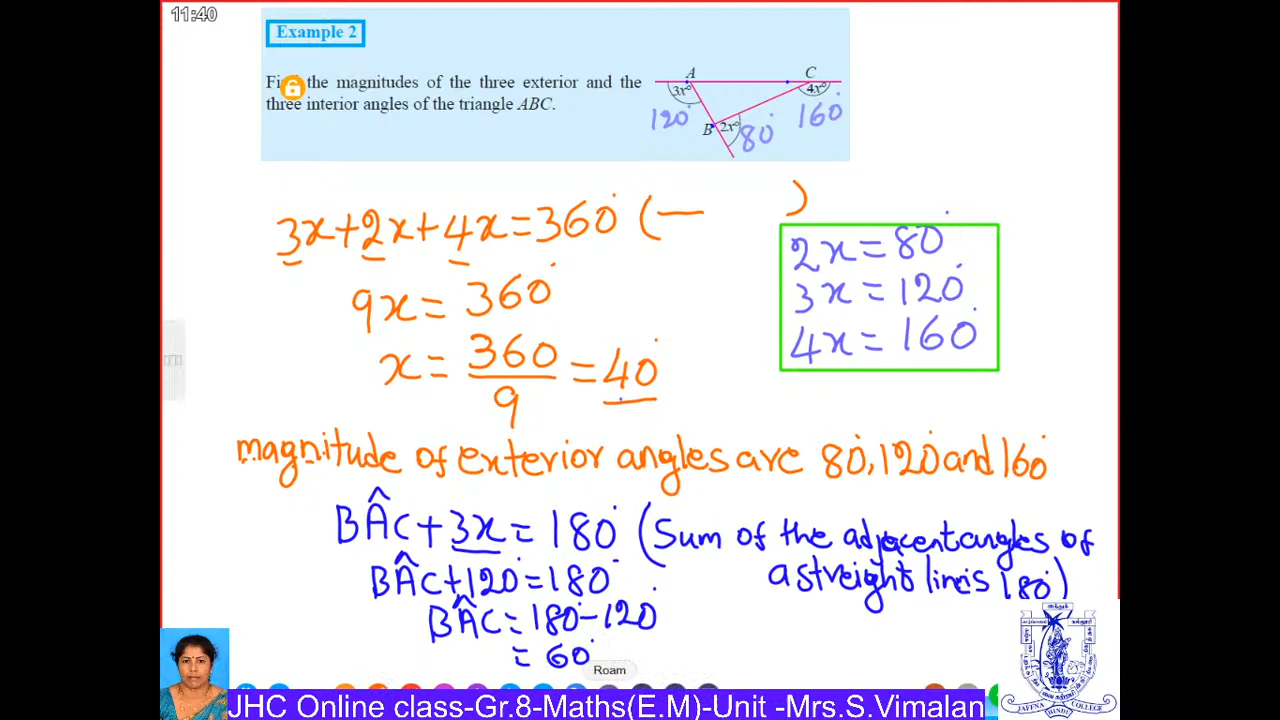 11:40
Example 2
Find the magnitudes of the three exterior and the
three interior angles of the triangle ABC.
A
C
3x°
4x°
120°
160°
B
2x°
80°
3x+2x+4x=360° (— )
9x = 360°
x = 360/9 = 40°
2x = 80°
3x = 120°
4x = 160°
magnitude of exterior angles are 80°, 120° and 160°
BÂC + 3x = 180° (Sum of the adjacent angles of
a streight line is 180°)
BÂC + 120° = 180°
BÂC = 180° - 120°
= 60°
Roam
JHC Online class-Gr.8-Maths(E.M)-Unit -Mrs.S.Vimalan
JAFFNA HINDU COLLEGE